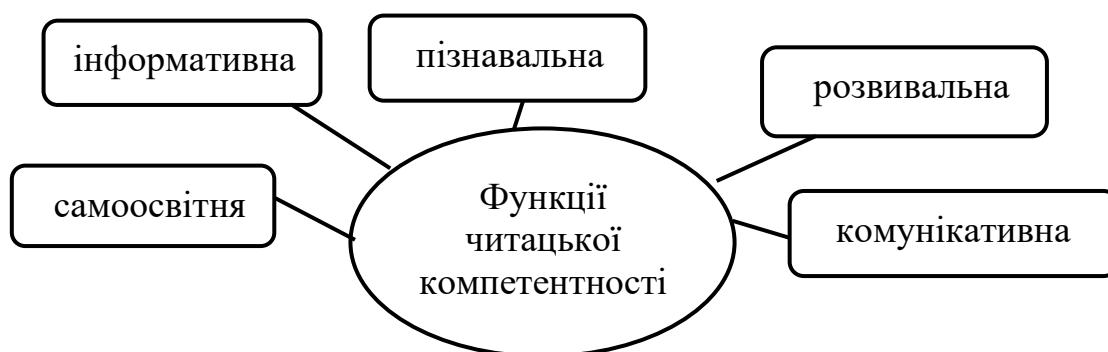 інформативна
пізнавальна
розвивальна
самоосвітня
комунікативна
Функції
читацької
компетентності